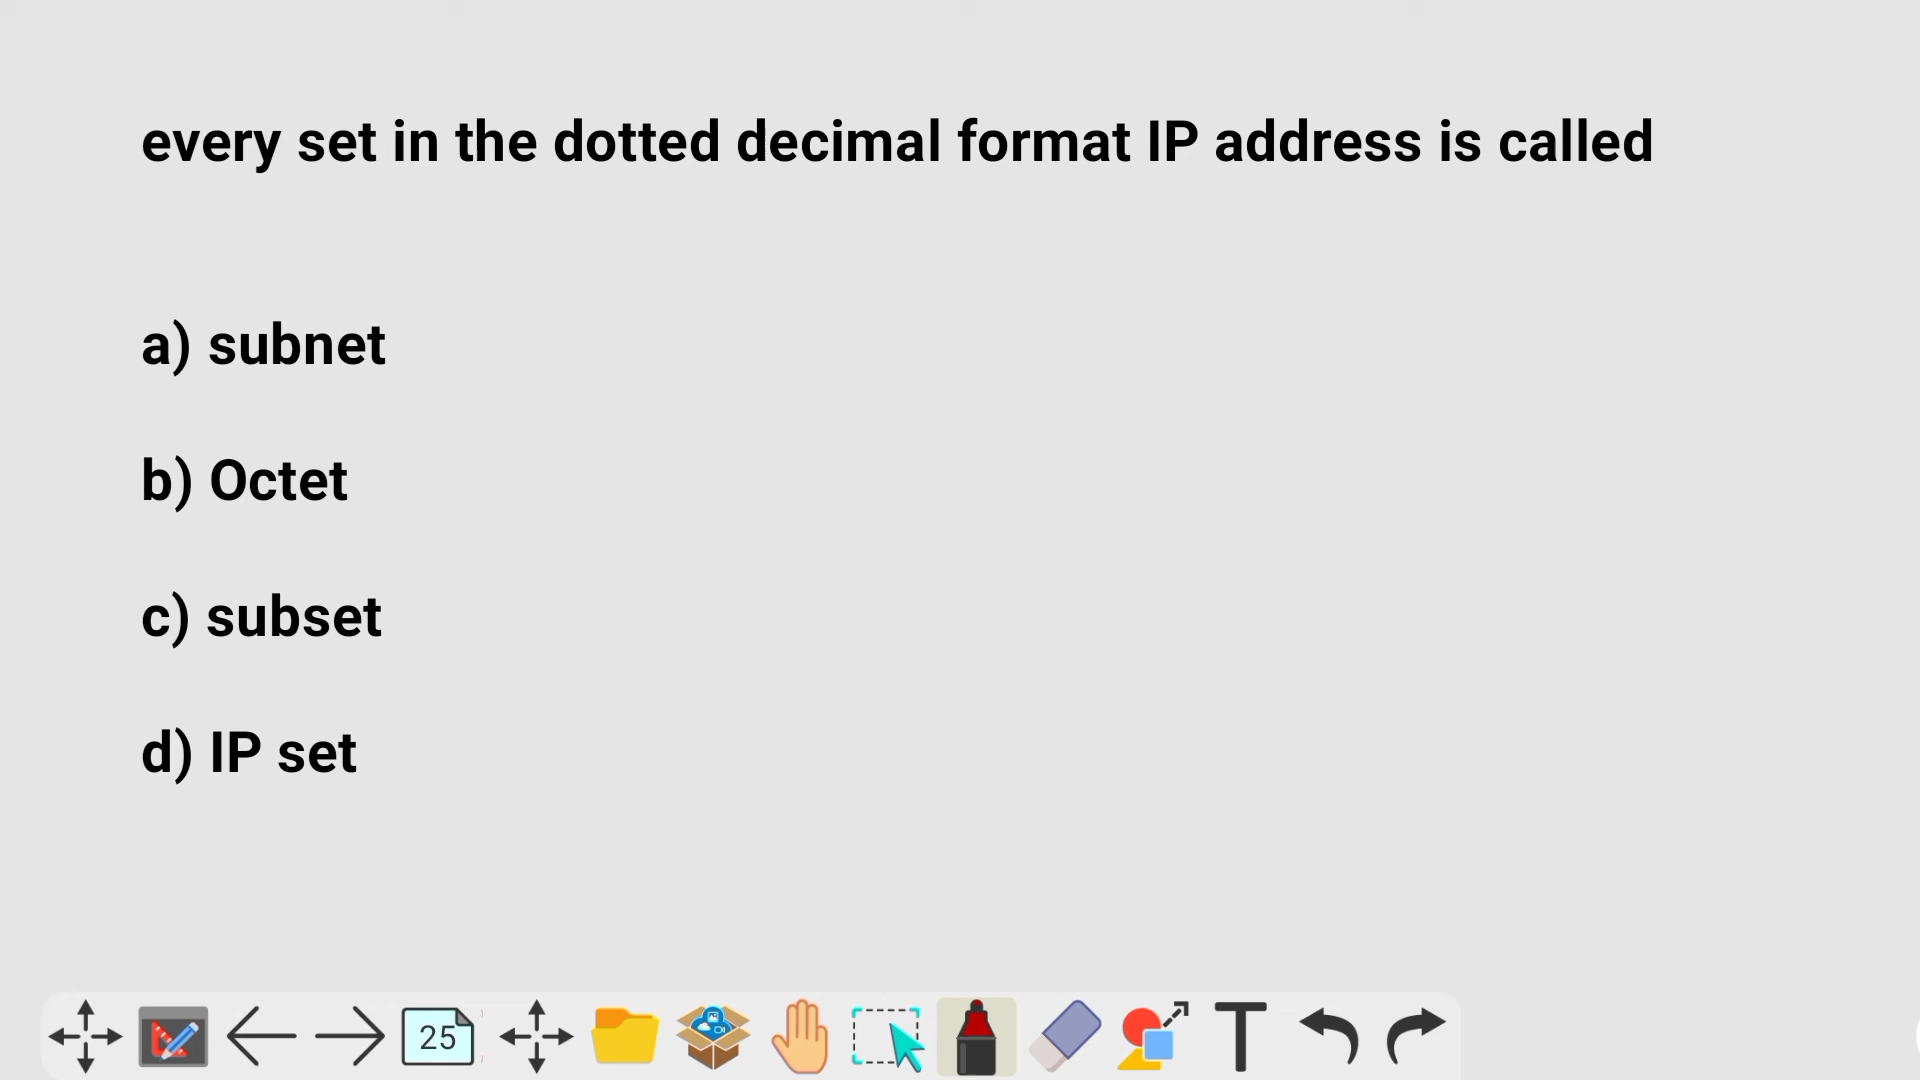 every set in the dotted decimal format IP address is called
a) subnet
b) Octet
c) subset
d) IP set
25